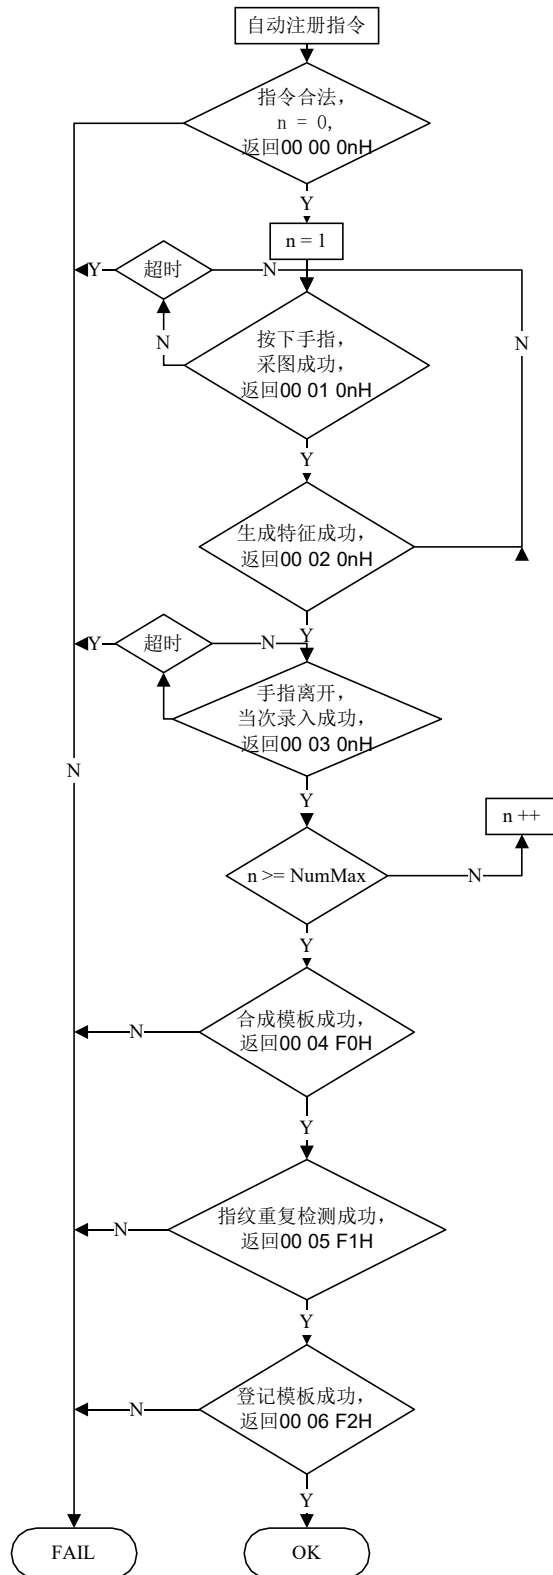 自动注册指令
指令合法，
n = 0,
返回00 00 0nH
Y
n = 1
Y
超时
N
N
按下手指，
采图成功，
返回00 01 0nH
N
Y
生成特征成功，
返回00 02 0nH
Y
Y
超时
N
手指离开，
当次录入成功，
返回00 03 0nH
N
Y
n ++
n >= NumMax
N
Y
合成模板成功，
返回00 04 F0H
N
Y
指纹重复检测成功，
返回00 05 F1H
N
Y
登记模板成功，
返回00 06 F2H
N
Y
FAIL
OK